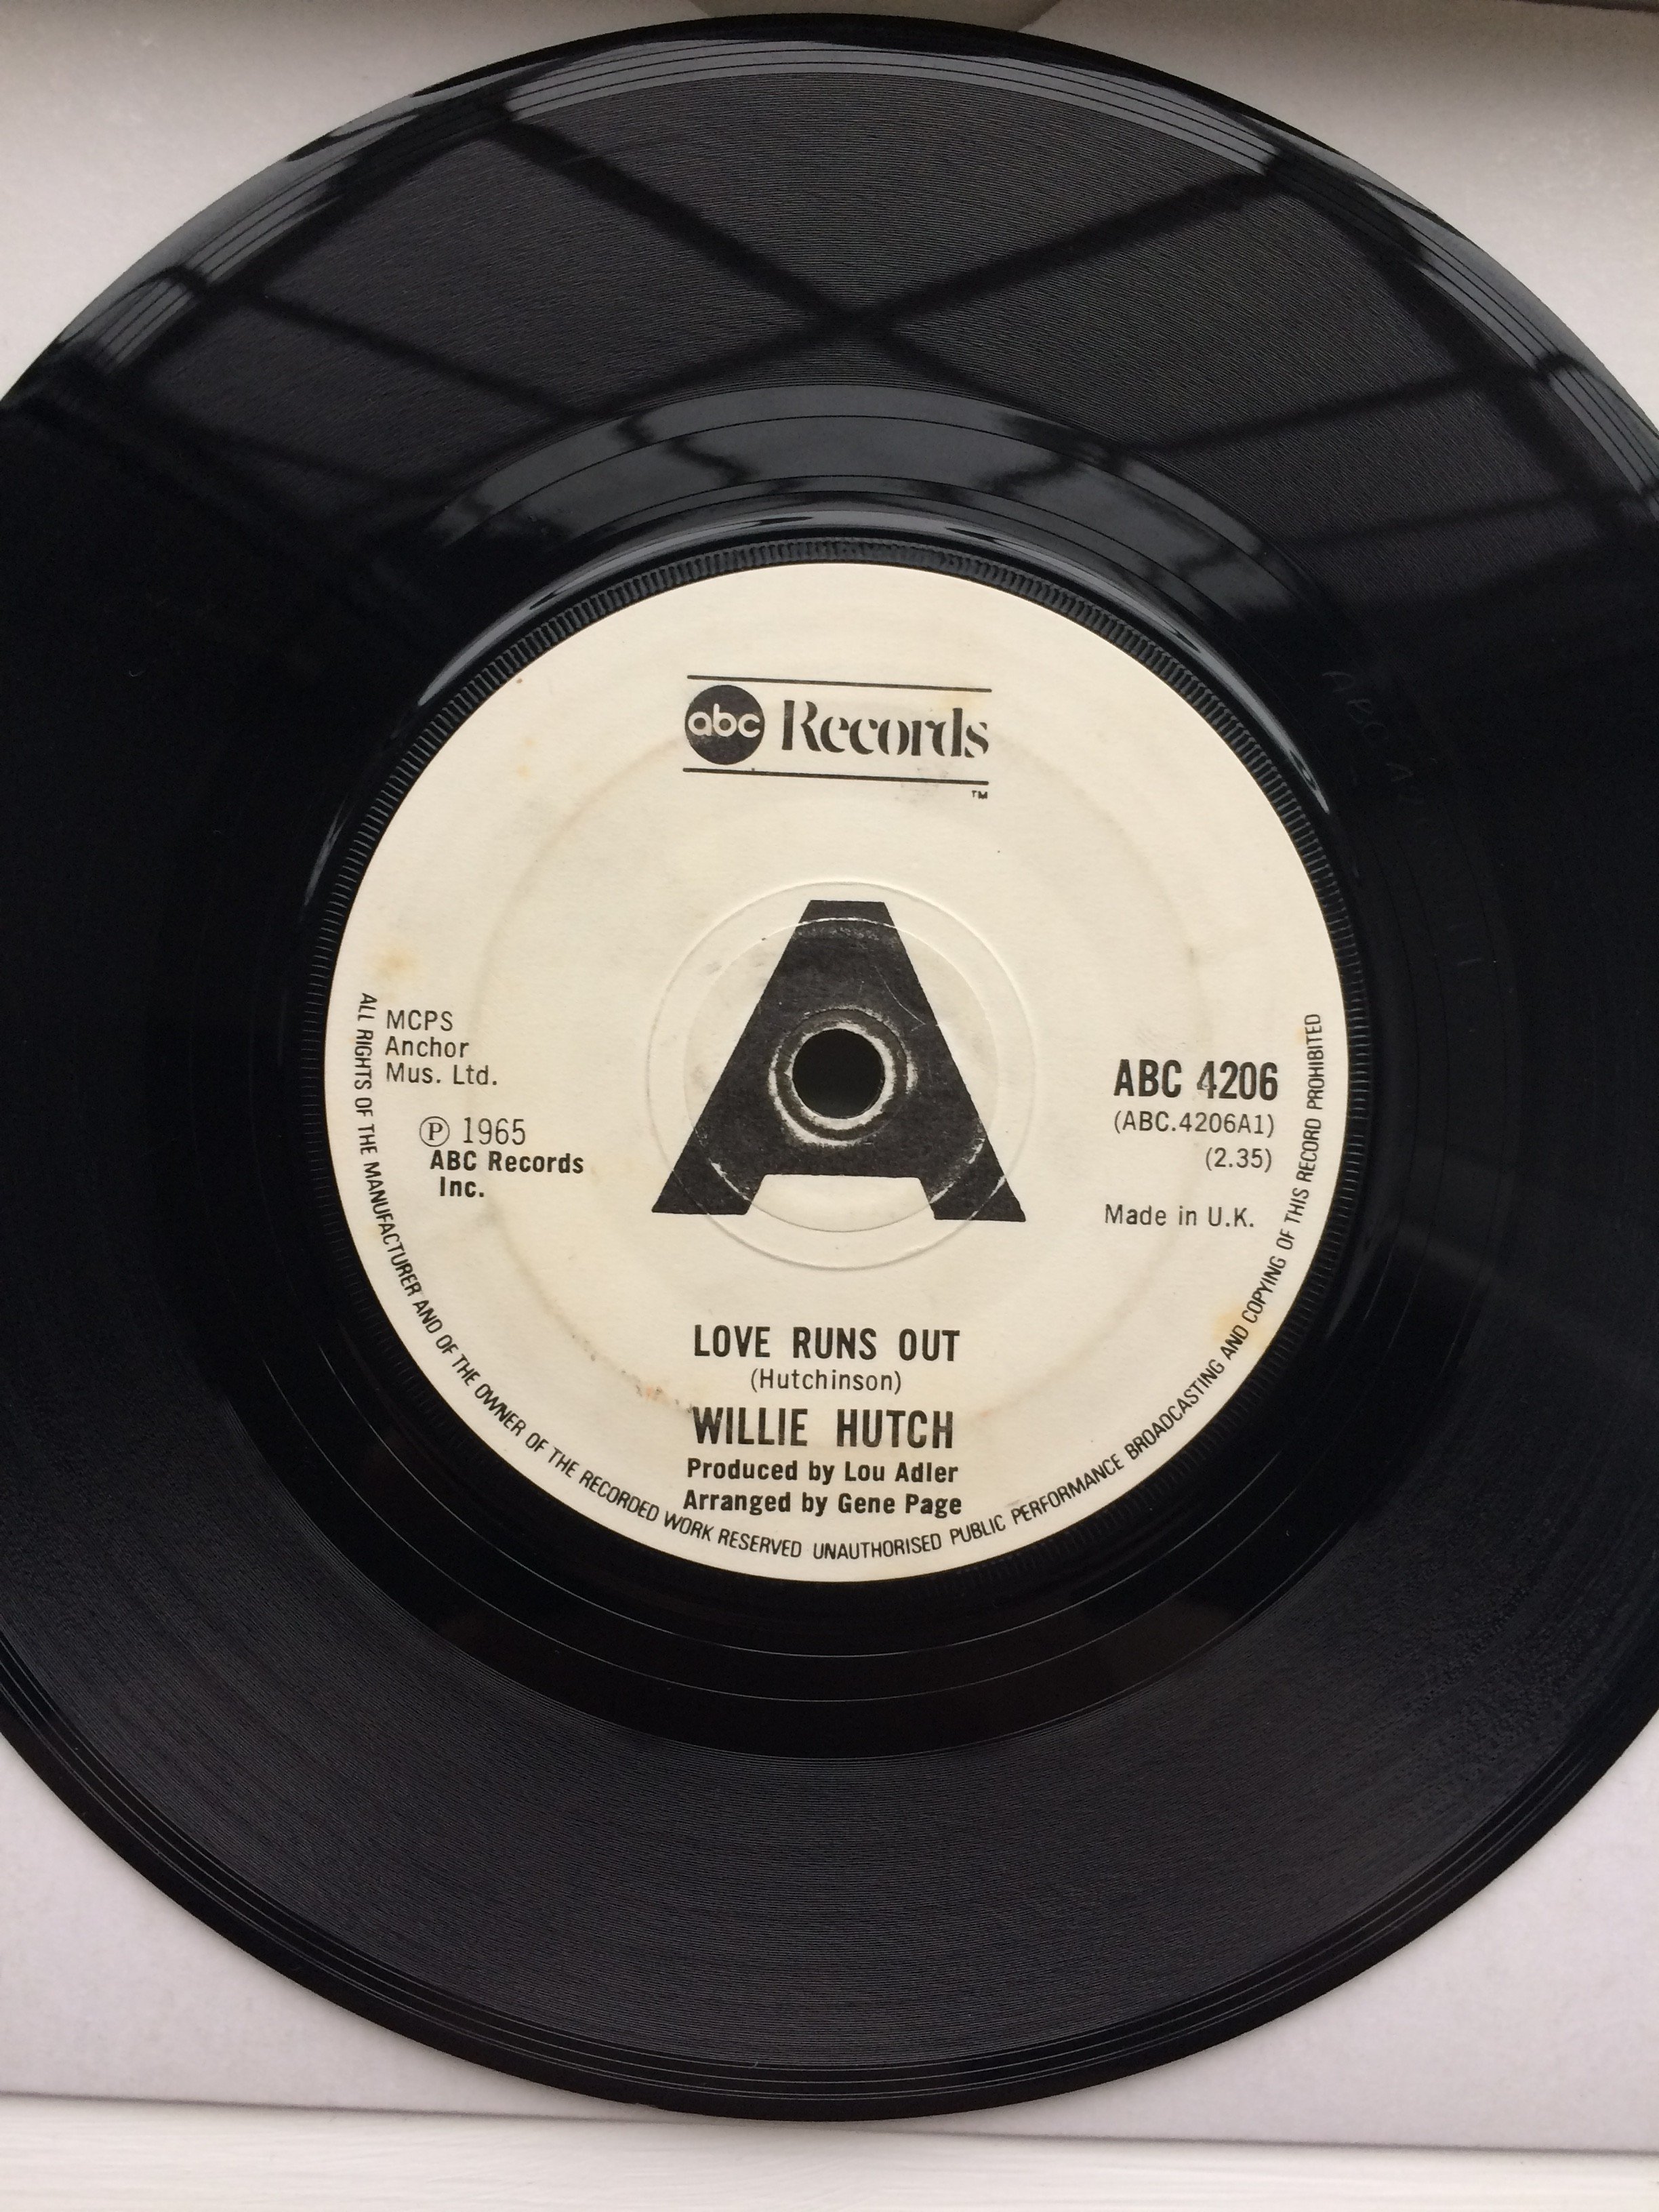 abc Records
TM
A
MCPS
Anchor
Mus. Ltd.
Ⓟ 1965
ABC Records
Inc.
ABC 4206
(ABC.4206A1)
(2.35)
Made in U.K.
LOVE RUNS OUT
(Hutchinson)
WILLIE HUTCH
Produced by Lou Adler
Arranged by Gene Page
ALL RIGHTS OF THE MANUFACTURER AND OF THE OWNER OF THE RECORDED WORK RESERVED UNAUTHORISED PUBLIC PERFORMANCE BROADCASTING AND COPYING OF THIS RECORD PROHIBITED